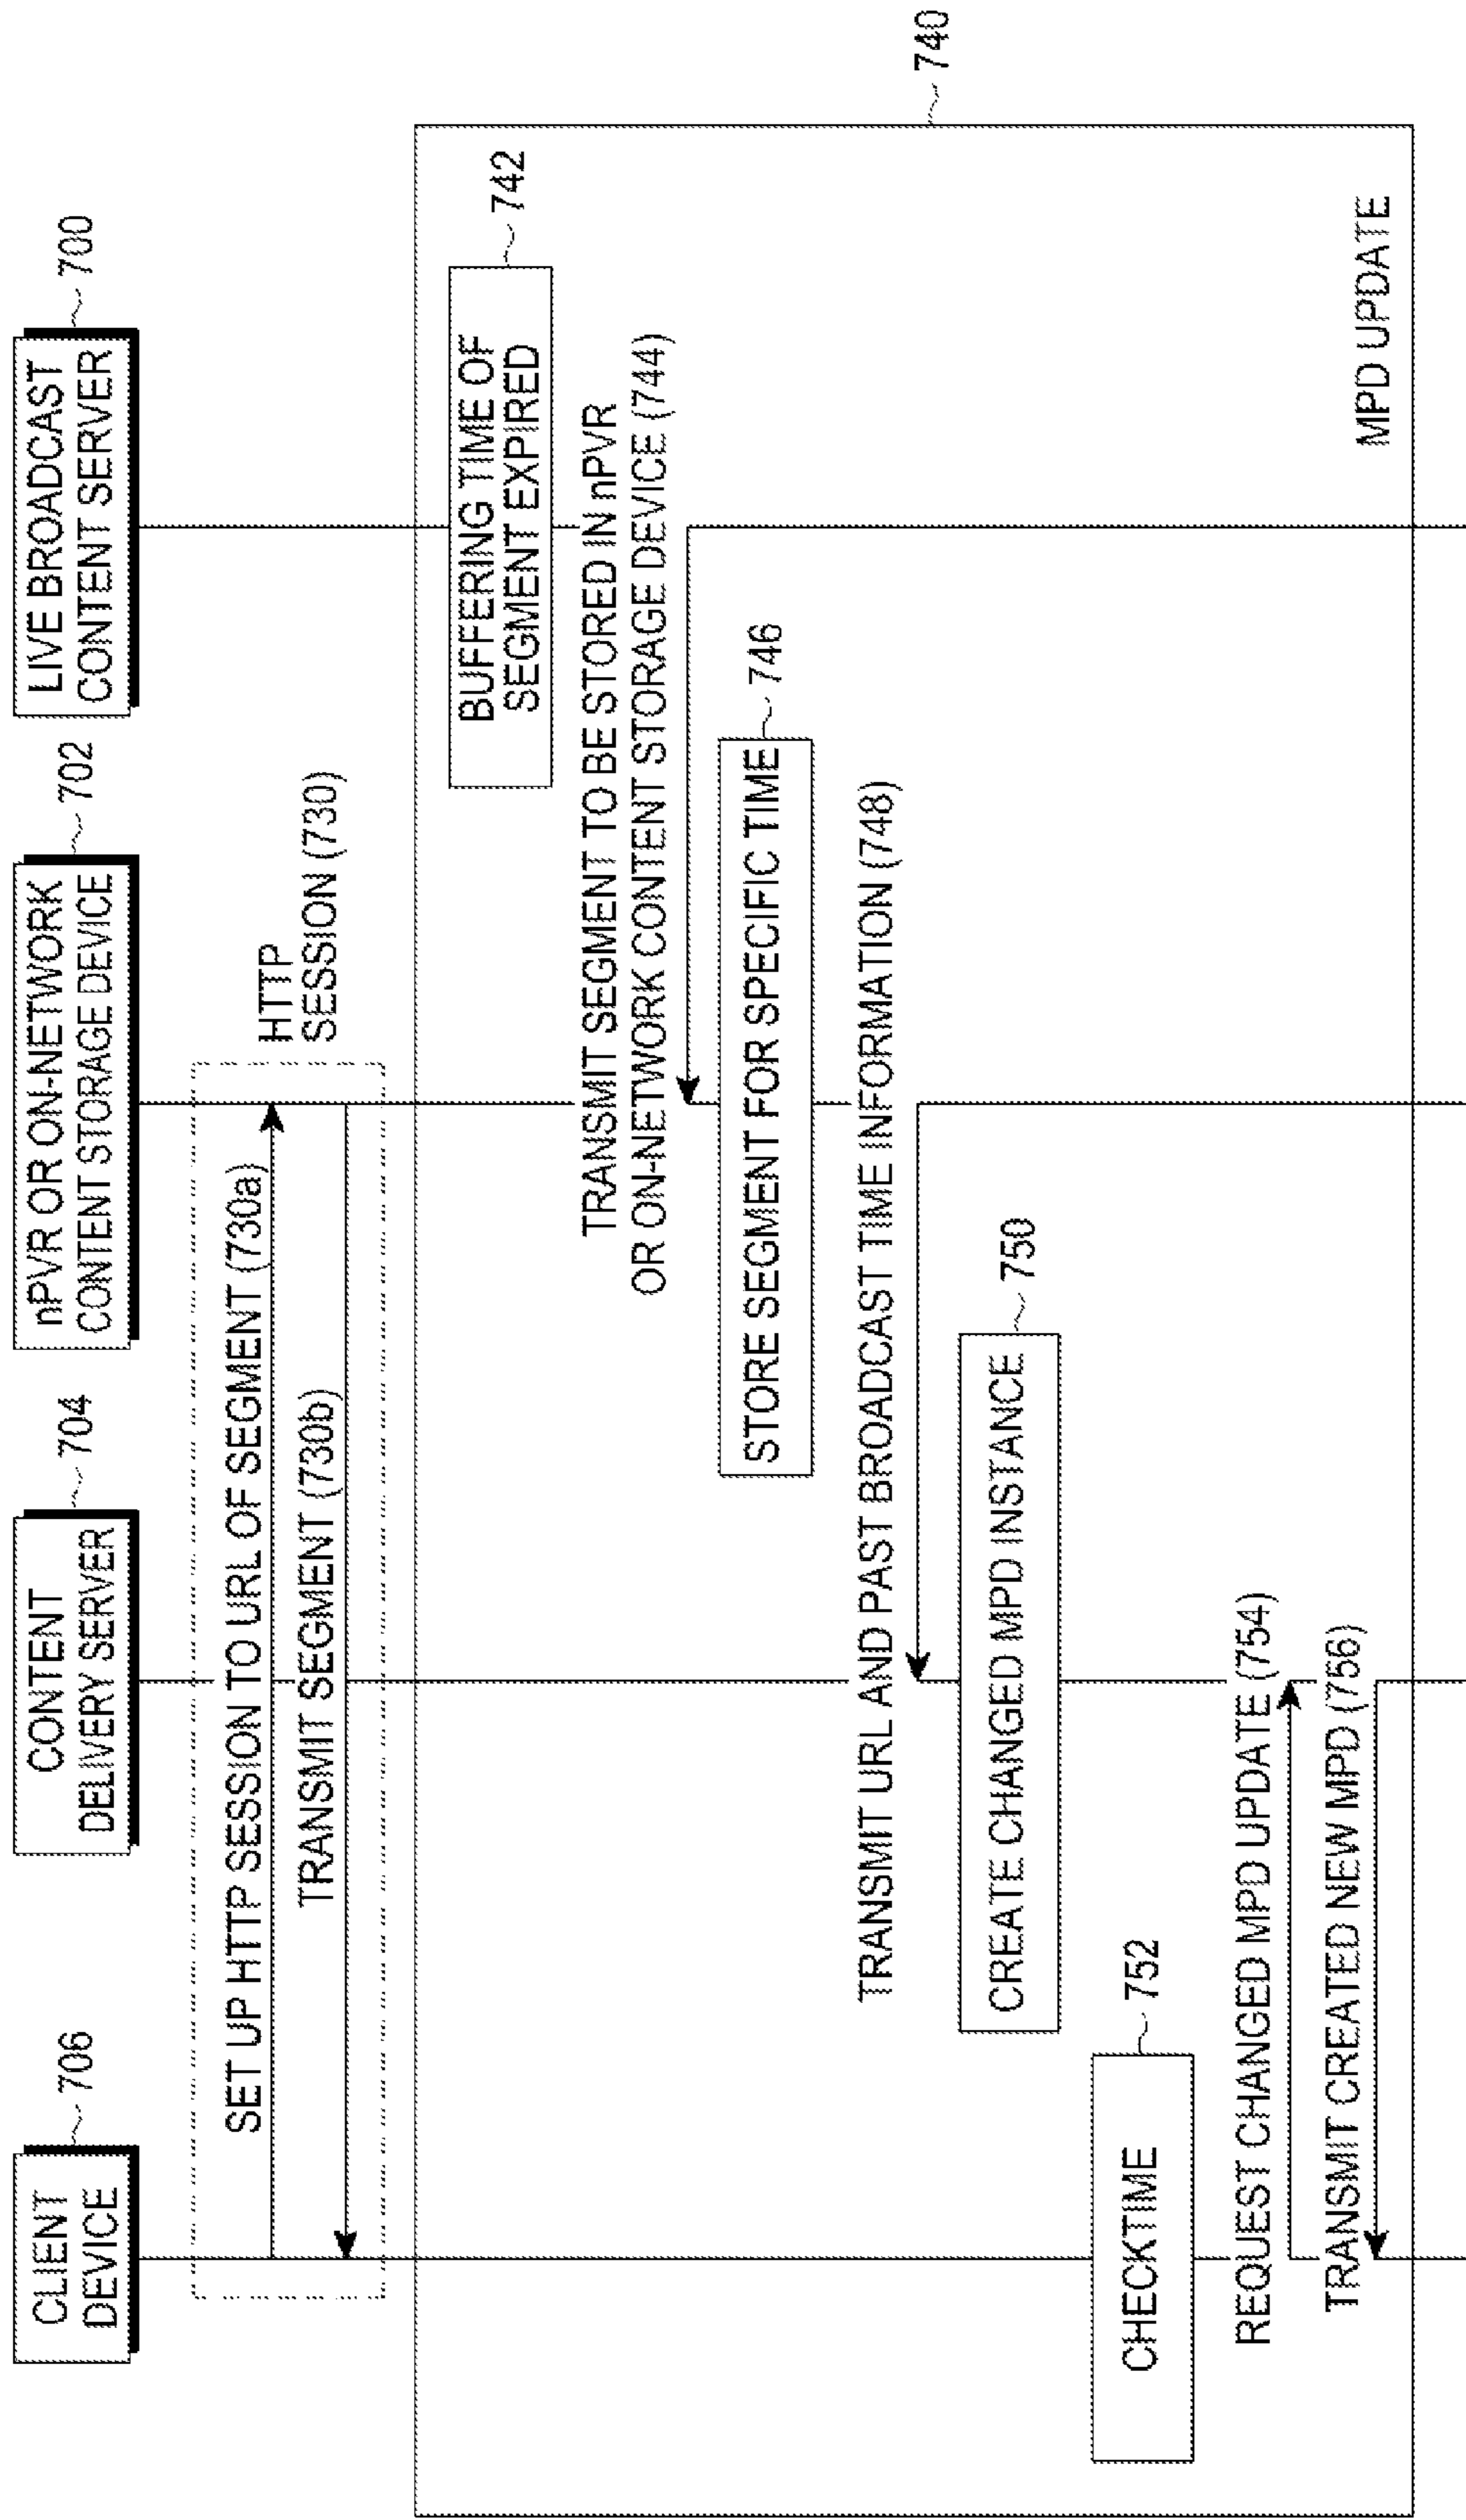 CLIENT
DEVICE
706
CONTENT
DELIVERY SERVER
704
nPVR OR ON-NETWORK
CONTENT STORAGE DEVICE
702
LIVE BROADCAST
CONTENT SERVER
700
SET UP HTTP SESSION TO URL OF SEGMENT (730a)
TRANSMIT SEGMENT (730b)
HTTP
SESSION (730)
740
BUFFERING TIME OF
SEGMENT EXPIRED
742
TRANSMIT SEGMENT TO BE STORED IN nPVR
OR ON-NETWORK CONTENT STORAGE DEVICE (744)
STORE SEGMENT FOR SPECIFIC TIME
746
TRANSMIT URL AND PAST BROADCAST TIME INFORMATION (748)
CREATE CHANGED MPD INSTANCE
750
CHECKTIME
752
REQUEST CHANGED MPD UPDATE (754)
TRANSMIT CREATED NEW MPD (756)
MPD UPDATE